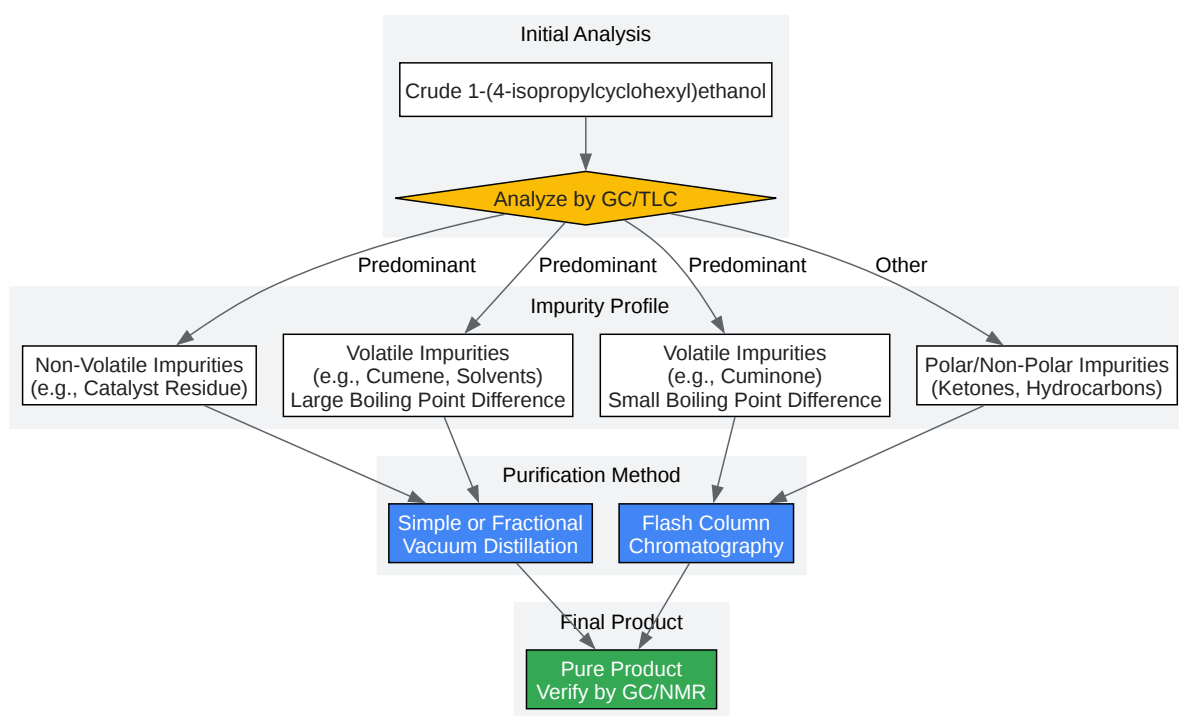 Initial Analysis
Crude 1-(4-isopropylcyclohexyl)ethanol
Analyze by GC/TLC
Predominant
Predominant
Predominant
Other
Impurity Profile
Non-Volatile Impurities
(e.g., Catalyst Residue)
Volatile Impurities
(e.g., Cumene, Solvents)
Large Boiling Point Difference
Volatile Impurities
(e.g., Cuminone)
Small Boiling Point Difference
Polar/Non-Polar Impurities
(Ketones, Hydrocarbons)
Purification Method
Simple or Fractional
Vacuum Distillation
Flash Column
Chromatography
Final Product
Pure Product
Verify by GC/NMR